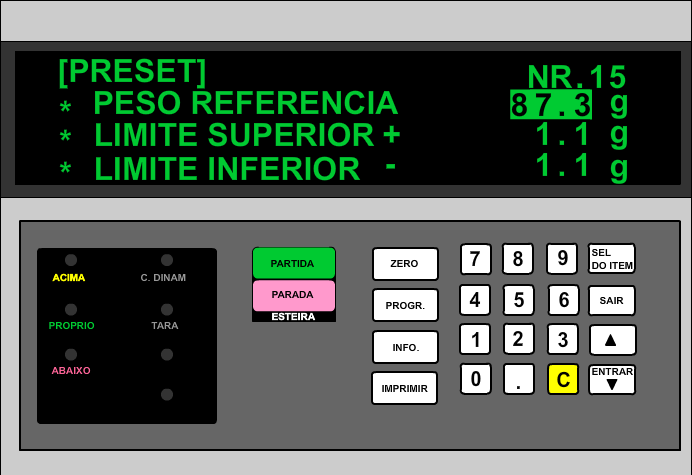 [PRESET] NR.15
* PESO REFERENCIA 87.3 g
* LIMITE SUPERIOR + 1.1 g
* LIMITE INFERIOR - 1.1 g
ACIMA C. DINAM
PROPRIO TARA
ABAIXO
PARTIDA
PARADA
ESTEIRA
ZERO
PROGR.
INFO.
IMPRIMIR
7 8 9 SEL DO ITEM
4 5 6 SAIR
1 2 3 ▲
0 . C ENTRAR ▼